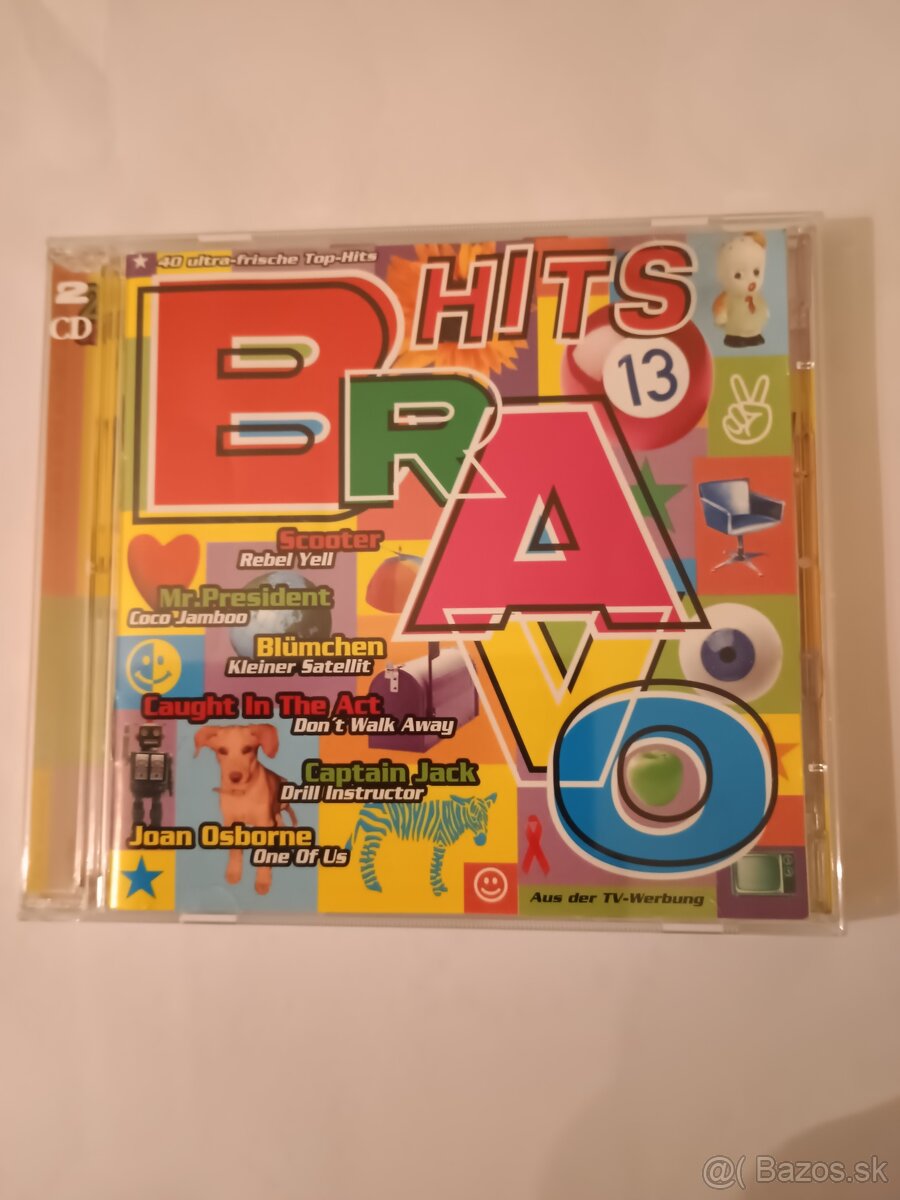 40 ultra-frische Top-Hits
HITS
13
BRAVO
2
CD
Scooter
Rebel Yell
Mr. President
Coco Jamboo
Blümchen
Kleiner Satellit
Caught In The Act
Don´t Walk Away
Captain Jack
Drill Instructor
Joan Osborne
One Of Us
Aus der TV-Werbung
@( Bazos.sk